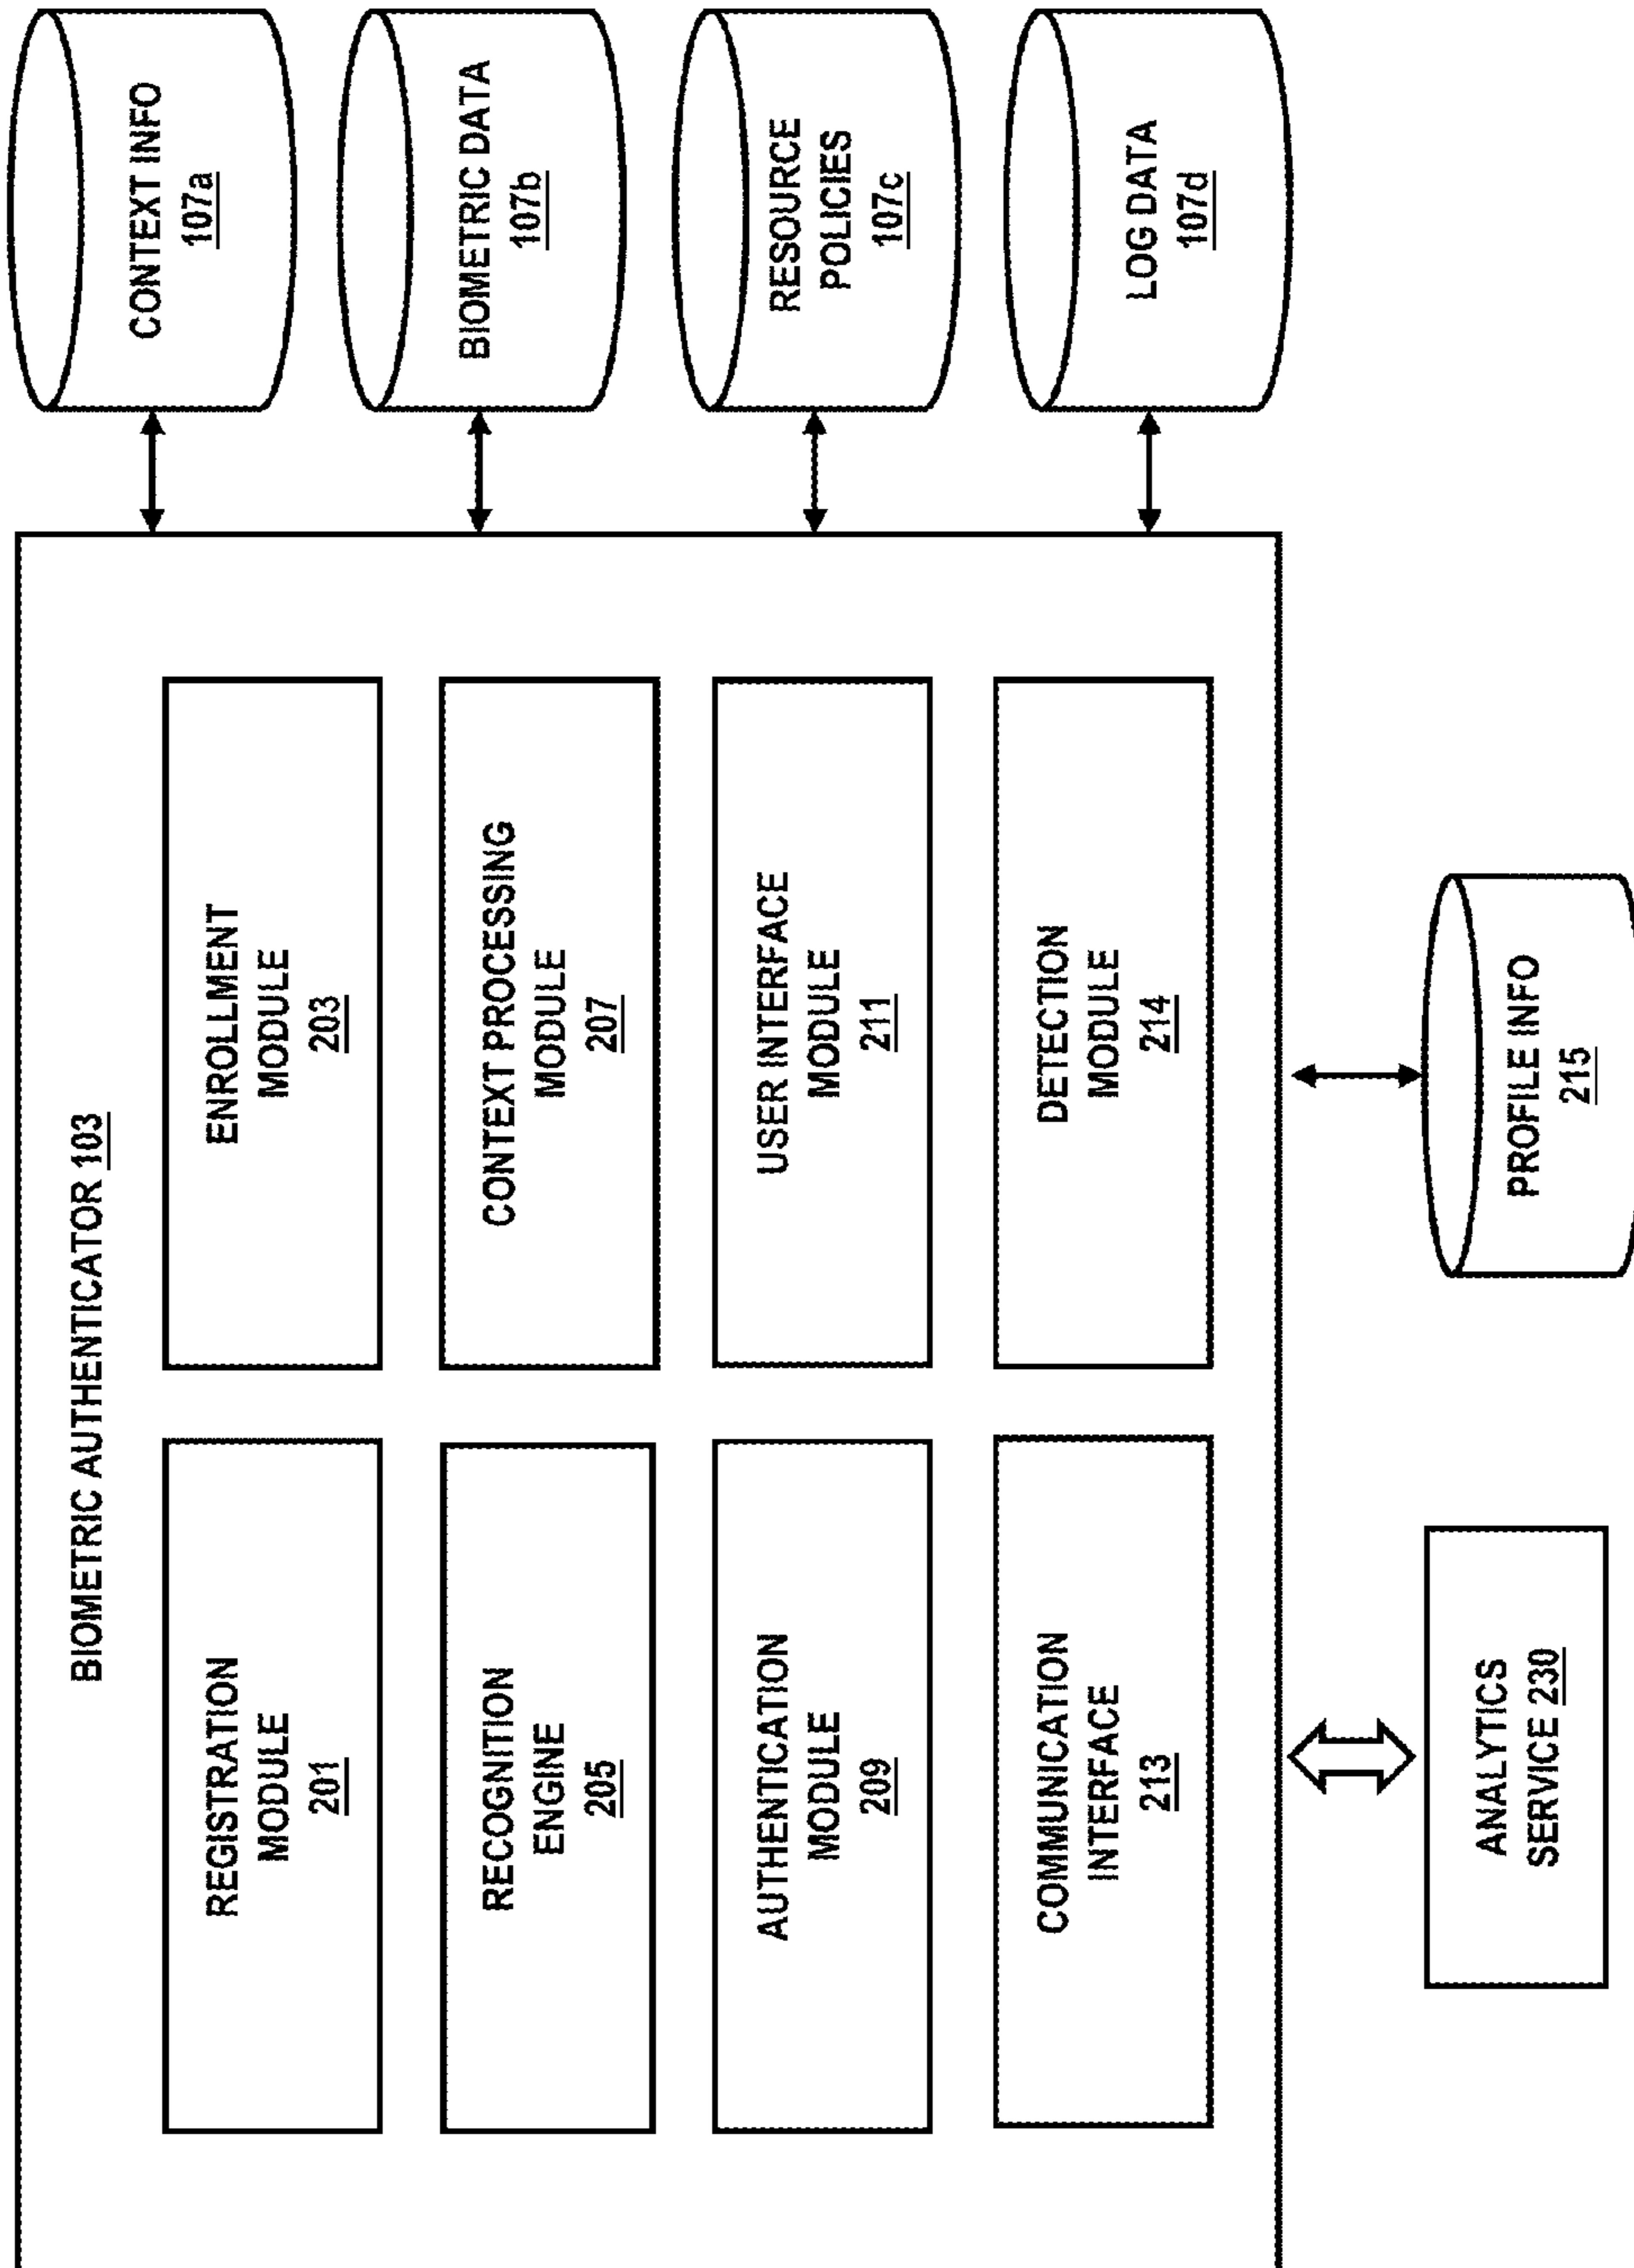 BIOMETRIC AUTHENTICATOR 103
REGISTRATION
MODULE
201
ENROLLMENT
MODULE
203
RECOGNITION
ENGINE
205
CONTEXT PROCESSING
MODULE
207
AUTHENTICATION
MODULE
209
USER INTERFACE
MODULE
211
COMMUNICATION
INTERFACE
213
DETECTION
MODULE
214
CONTEXT INFO
107a
BIOMETRIC DATA
107b
RESOURCE
POLICIES
107c
LOG DATA
107d
ANALYTICS
SERVICE 230
PROFILE INFO
215